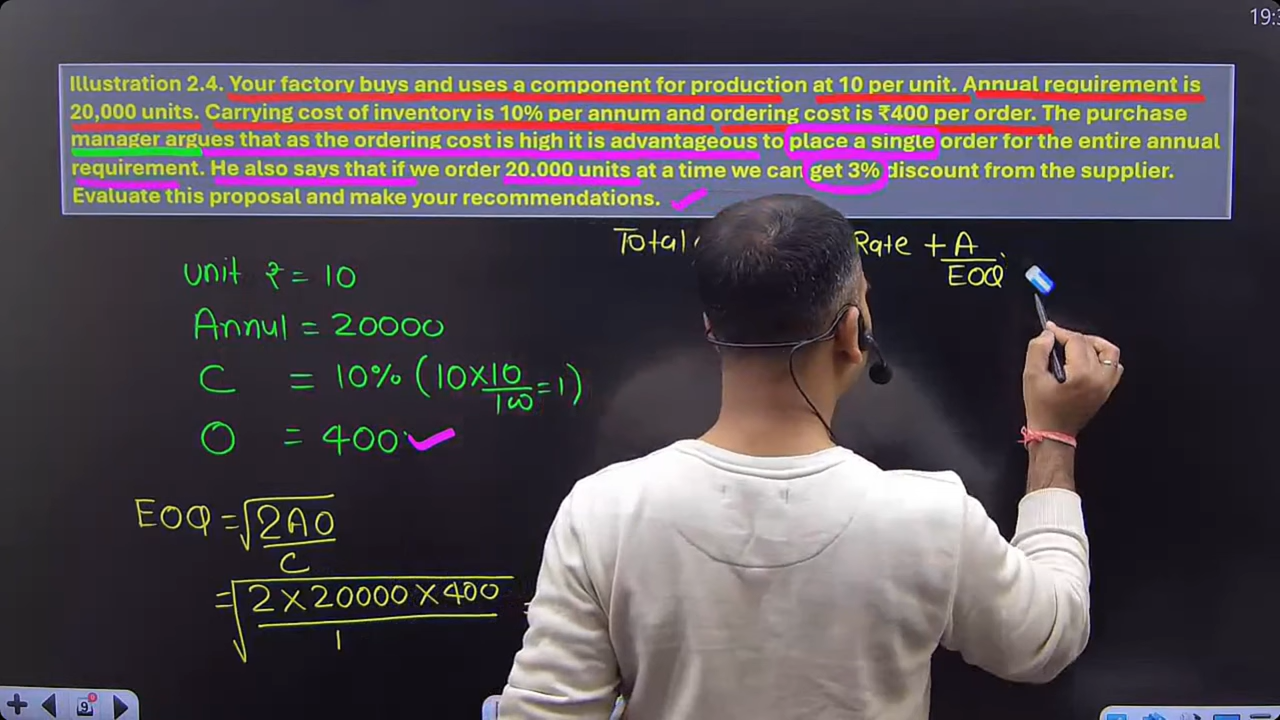 19:
Illustration 2.4. Your factory buys and uses a component for production at 10 per unit. Annual requirement is
20,000 units. Carrying cost of inventory is 10% per annum and ordering cost is ₹400 per order. The purchase
manager argues that as the ordering cost is high it is advantageous to place a single order for the entire annual
requirement. He also says that if we order 20.000 units at a time we can get 3% discount from the supplier.
Evaluate this proposal and make your recommendations.
Total Rate + A/EOQ
unit ₹ = 10
Annul = 20000
C = 10% (10×10/100=1)
O = 400
EOQ = √2AO/C
= √2×20000×400/1
9